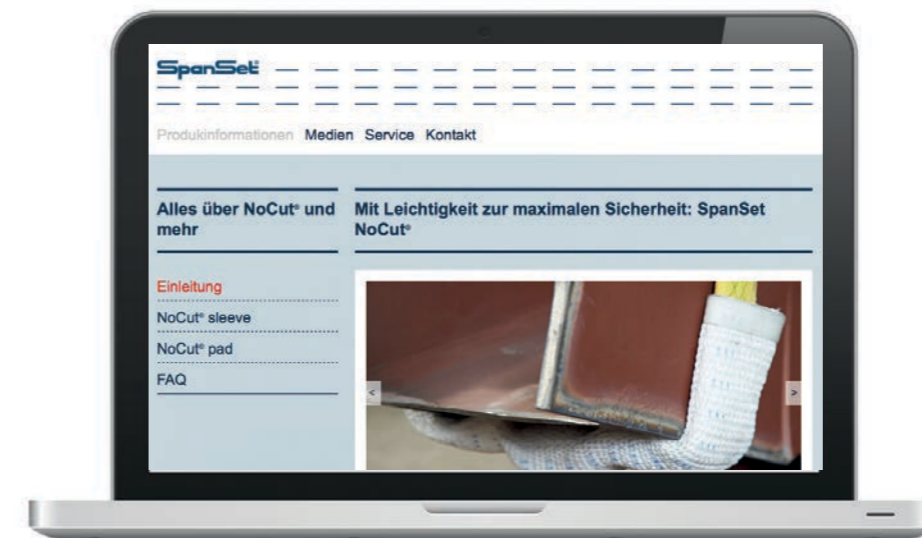 SpanSet®
Produkinformationen Medien Service Kontakt
Alles über NoCut® und
mehr
Mit Leichtigkeit zur maximalen Sicherheit: SpanSet
NoCut®
Einleitung
NoCut® sleeve
NoCut® pad
FAQ
< >